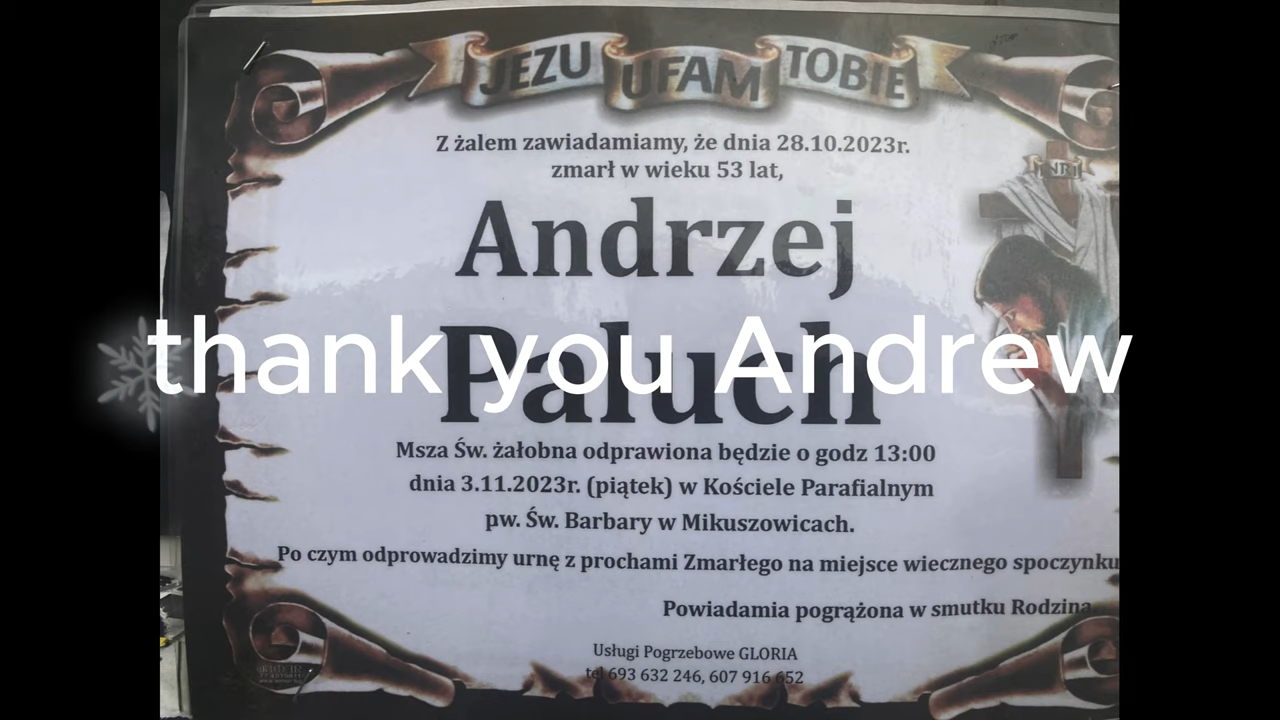 JEZU UFAM TOBIE
Z żalem zawiadamiamy, że dnia 28.10.2023r.
zmarł w wieku 53 lat,
INRI
Andrzej
thank you Andrew
Paluch
Msza Św. żałobna odprawiona będzie o godz 13:00
dnia 3.11.2023r. (piątek) w Kościele Parafialnym
pw. Św. Barbary w Mikuszowicach.
Po czym odprowadzimy urnę z prochami Zmarłego na miejsce wiecznego spoczynku
Powiadamia pogrążona w smutku Rodzina
Usługi Pogrzebowe GLORIA
tel 693 632 246, 607 916 652